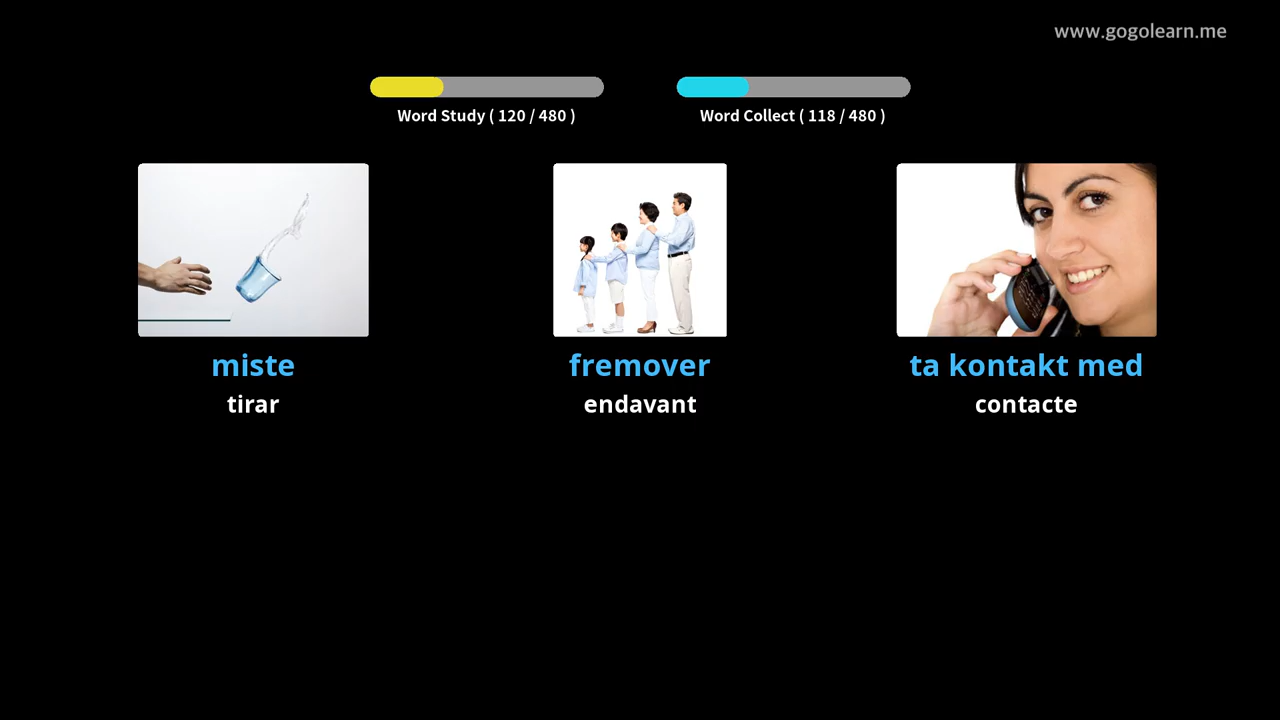 www.gogolearn.me
Word Study ( 120 / 480 )
Word Collect ( 118 / 480 )
miste
fremover
ta kontakt med
tirar
endavant
contacte